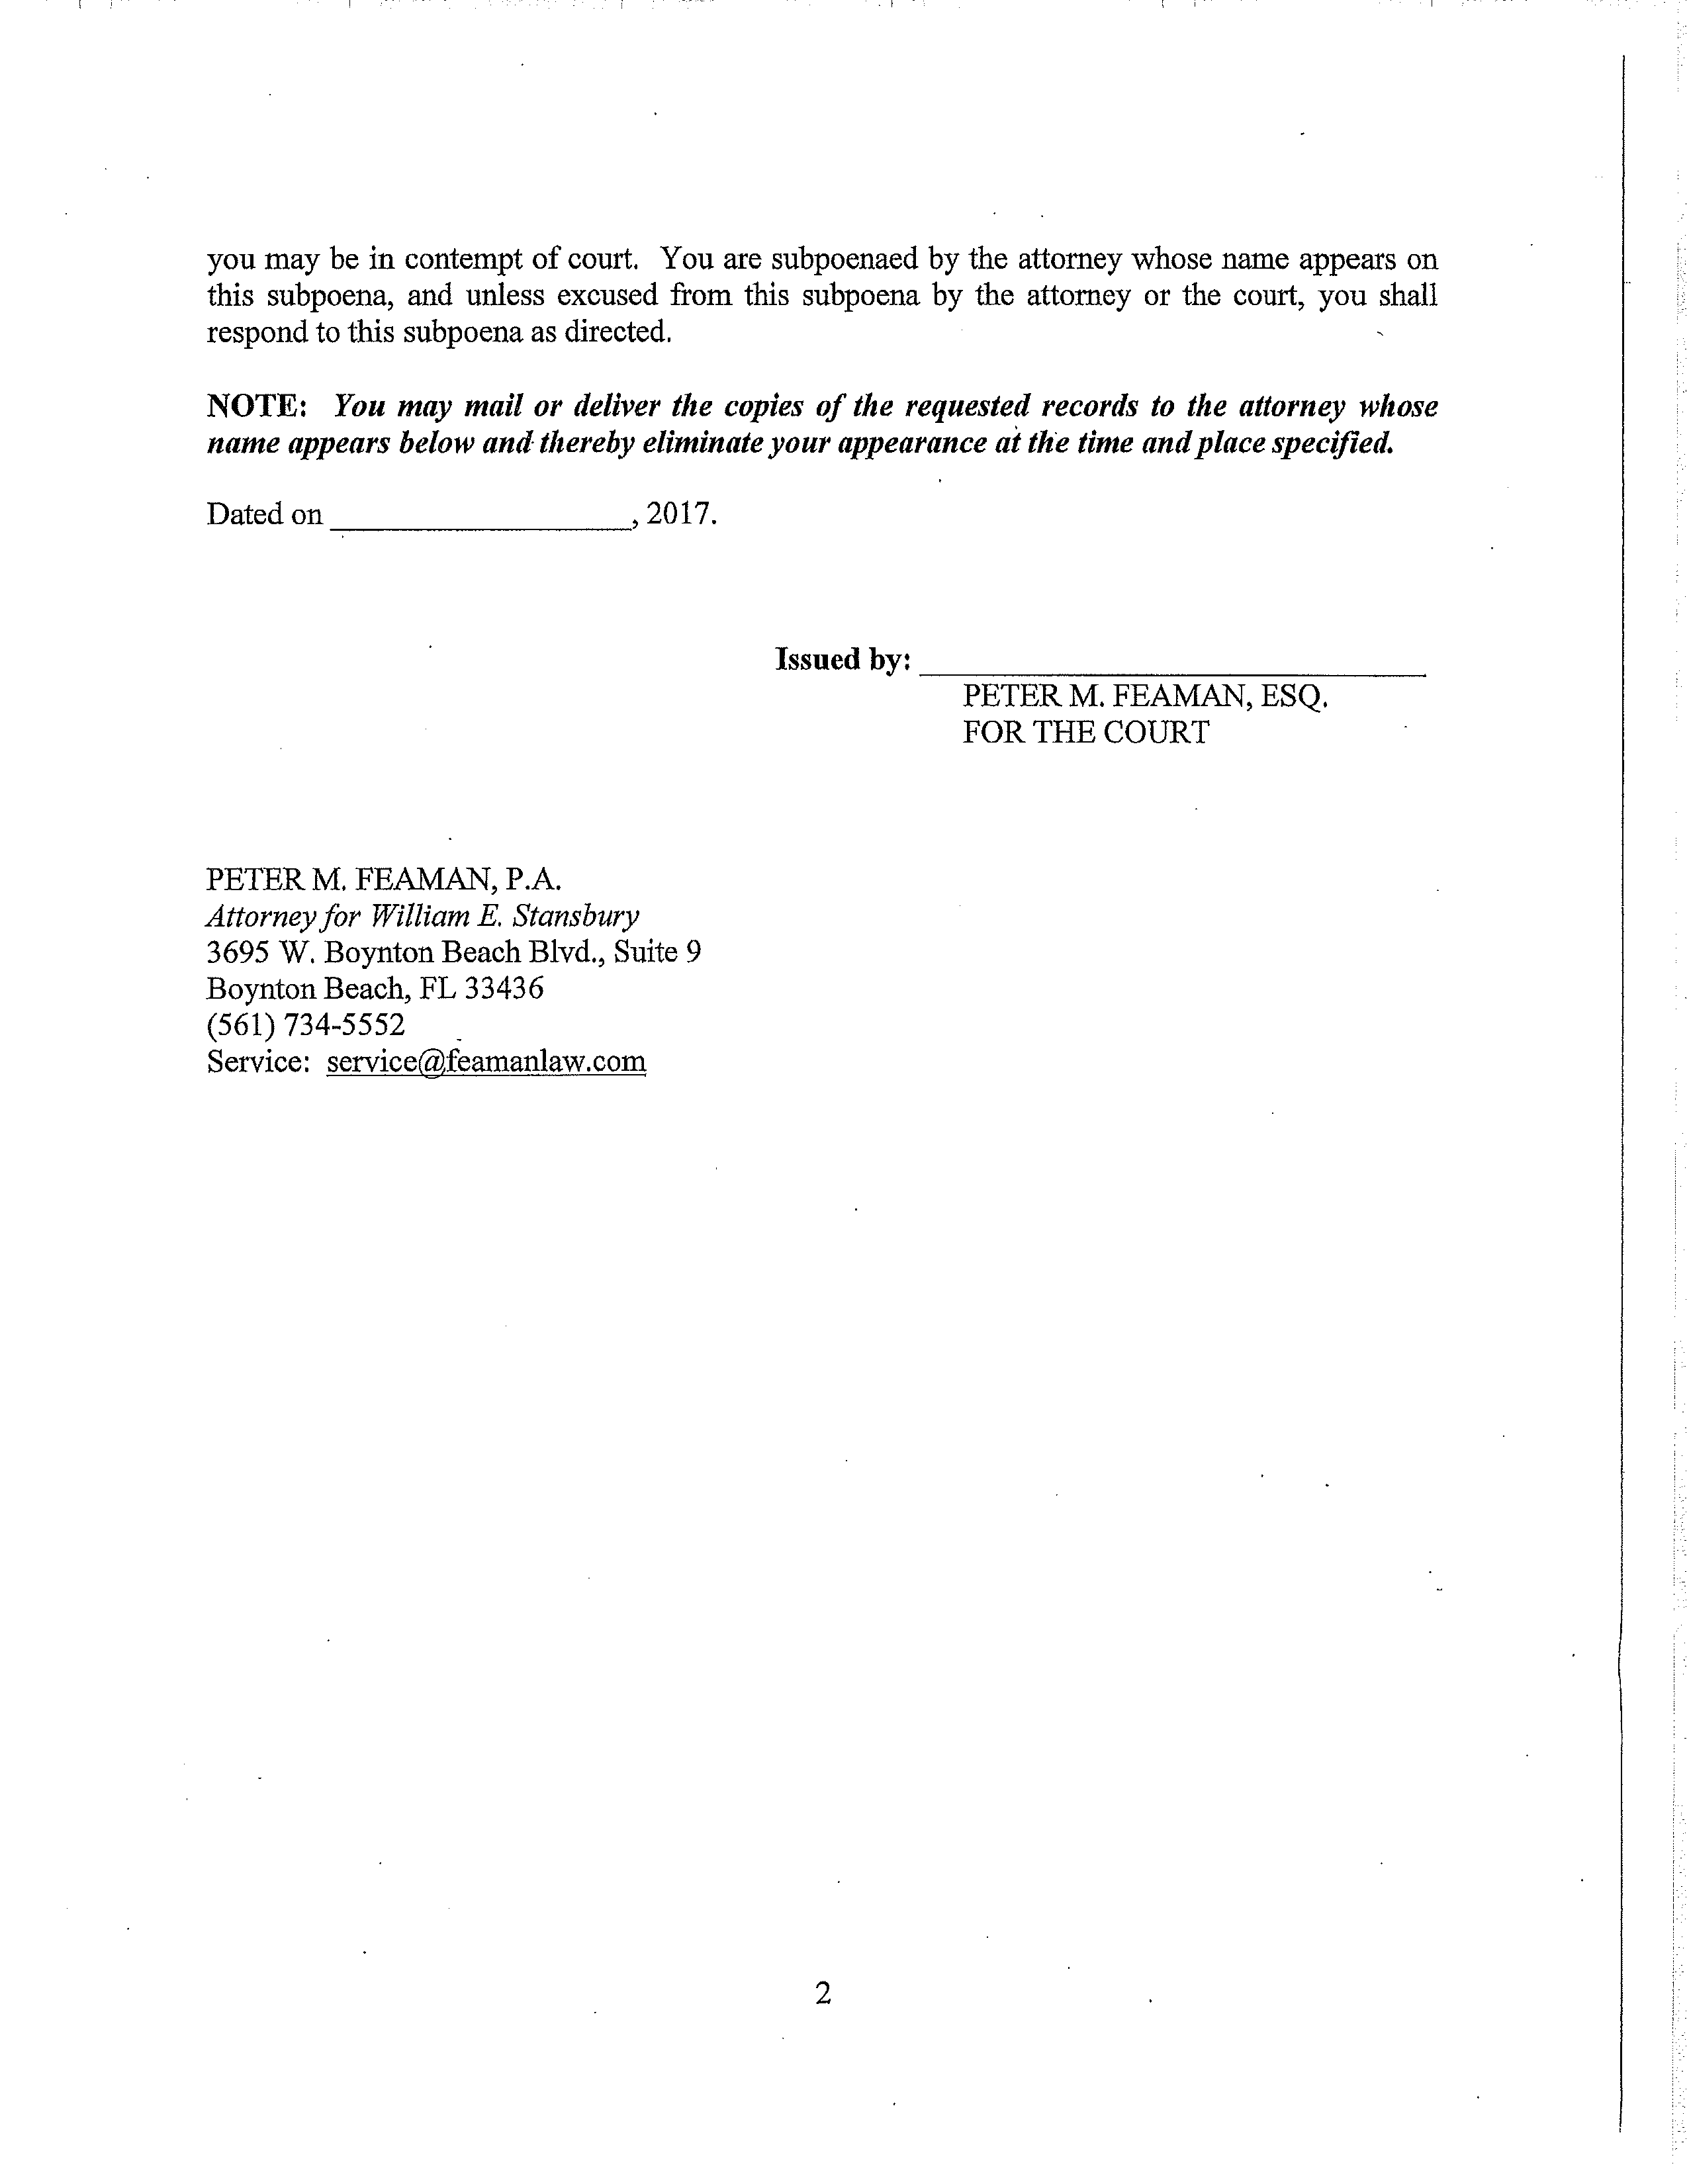 you may be in contempt of court. You are subpoenaed by the attorney whose name appears on
this subpoena, and unless excused from this subpoena by the attorney or the court, you shall
respond to this subpoena as directed.
NOTE: You may mail or deliver the copies of the requested records to the attorney whose
name appears below and thereby eliminate your appearance at the time and place specified.
Dated on ____________________, 2017.
Issued by: ____________________
PETER M. FEAMAN, ESQ.
FOR THE COURT
PETER M. FEAMAN, P.A.
Attorney for William E. Stansbury
3695 W. Boynton Beach Blvd., Suite 9
Boynton Beach, FL 33436
(561) 734-5552
Service: service@feamanlaw.com
2